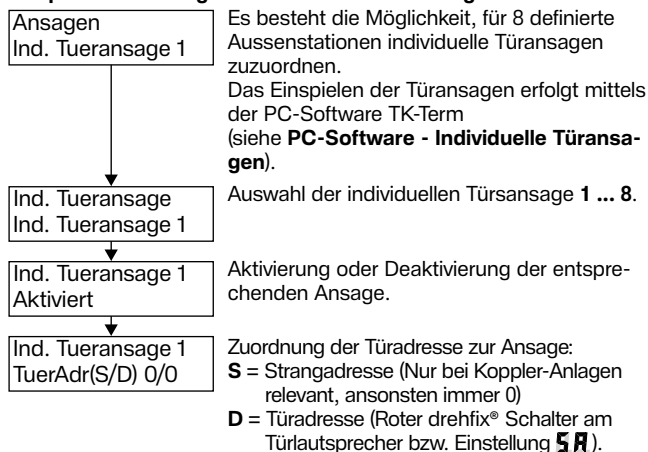 Ansagen
Ind. Tueransage 1
Es besteht die Möglichkeit, für 8 definierte
Aussenstationen individuelle Türansagen
zuzuordnen.
Das Einspielen der Türansagen erfolgt mittels
der PC-Software TK-Term
(siehe PC-Software - Individuelle Türansa-
gen).
Ind. Tueransage
Ind. Tueransage 1
Auswahl der individuellen Türsansage 1 ... 8.
Ind. Tueransage 1
Aktiviert
Aktivierung oder Deaktivierung der entspre-
chenden Ansage.
Ind. Tueransage 1
TuerAdr(S/D) 0/0
Zuordnung der Türadresse zur Ansage:
S = Strangadresse (Nur bei Koppler-Anlagen
relevant, ansonsten immer 0)
D = Türadresse (Roter drehfix® Schalter am
Türlautsprecher bzw. Einstellung 5.A.).